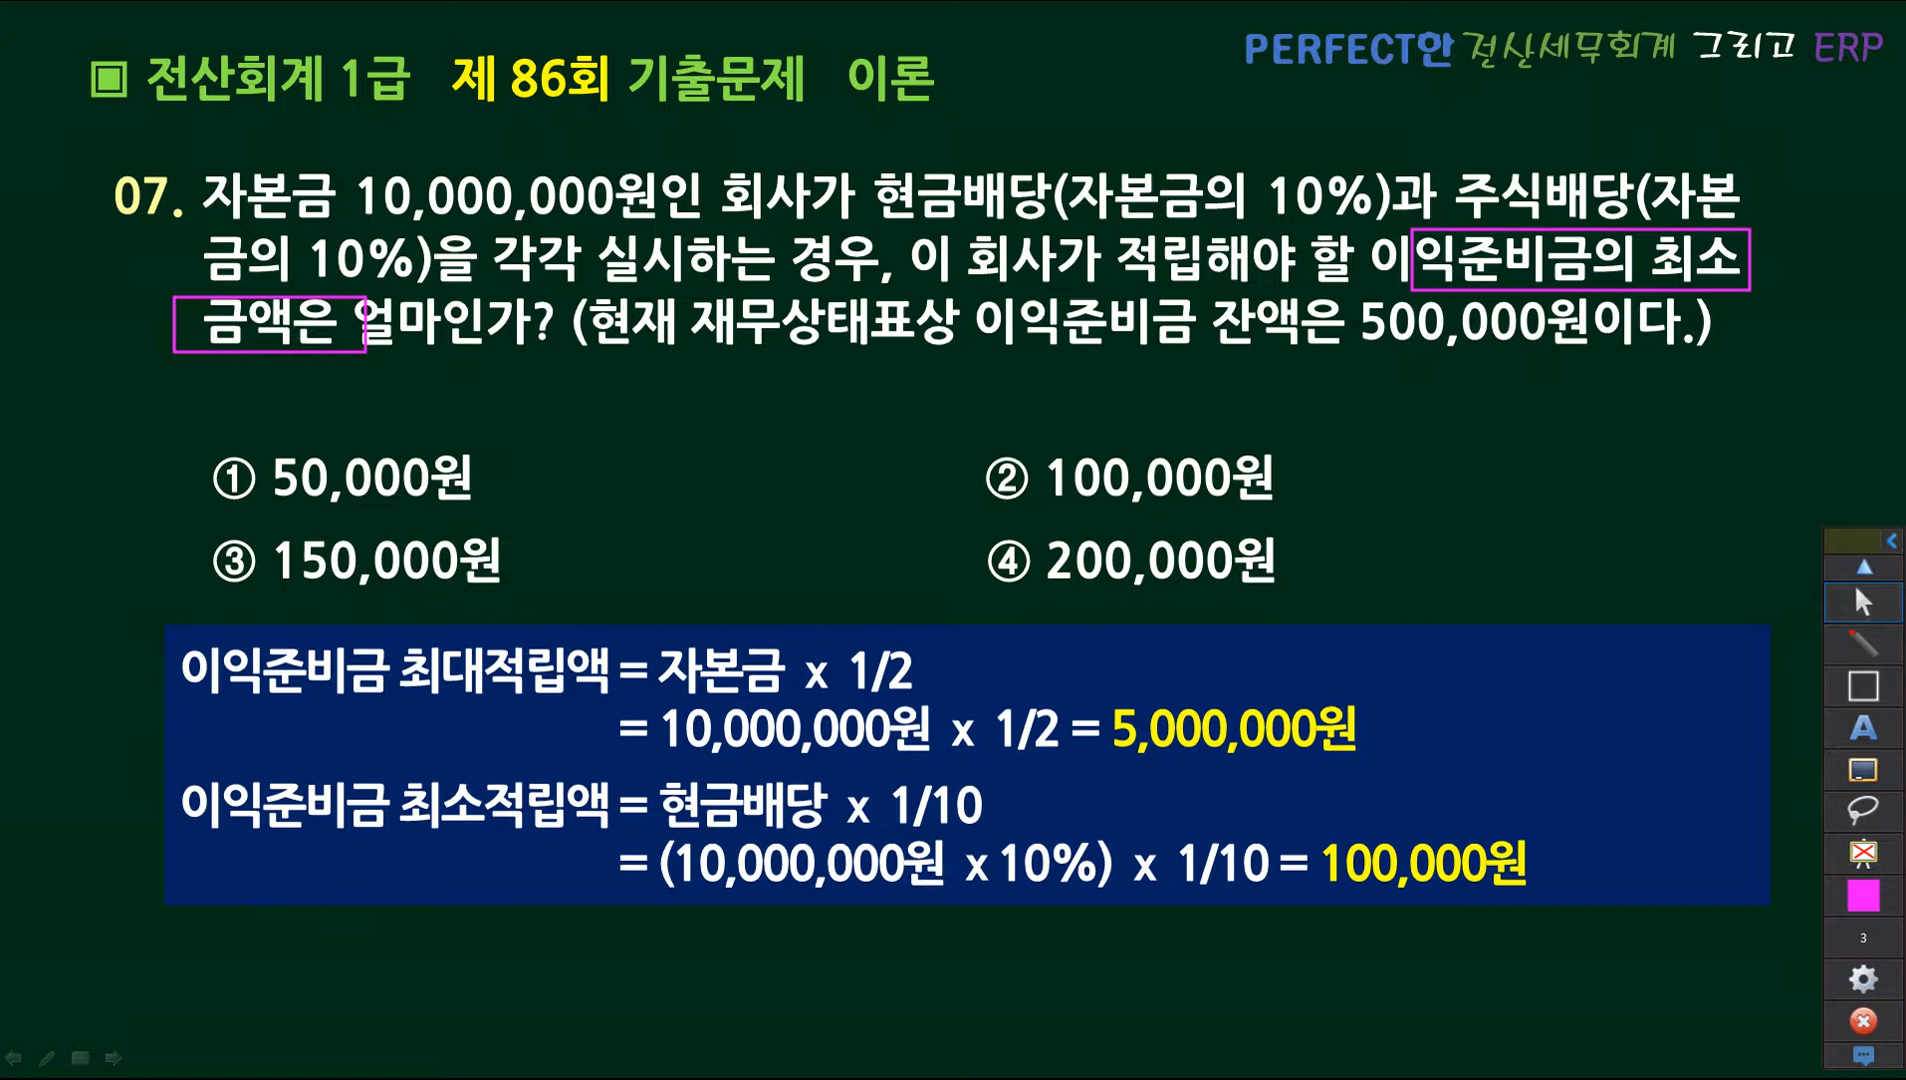 PERFECT한 전산세무회계 그리고 ERP
▣ 전산회계 1급 제 86회 기출문제 이론
07. 자본금 10,000,000원인 회사가 현금배당(자본금의 10%)과 주식배당(자본
금의 10%)을 각각 실시하는 경우, 이 회사가 적립해야 할 이익준비금의 최소
금액은 얼마인가? (현재 재무상태표상 이익준비금 잔액은 500,000원이다.)
① 50,000원 ② 100,000원
③ 150,000원 ④ 200,000원
이익준비금 최대적립액 = 자본금 x 1/2
= 10,000,000원 x 1/2 = 5,000,000원
이익준비금 최소적립액 = 현금배당 x 1/10
= (10,000,000원 x 10%) x 1/10 = 100,000원
A
3